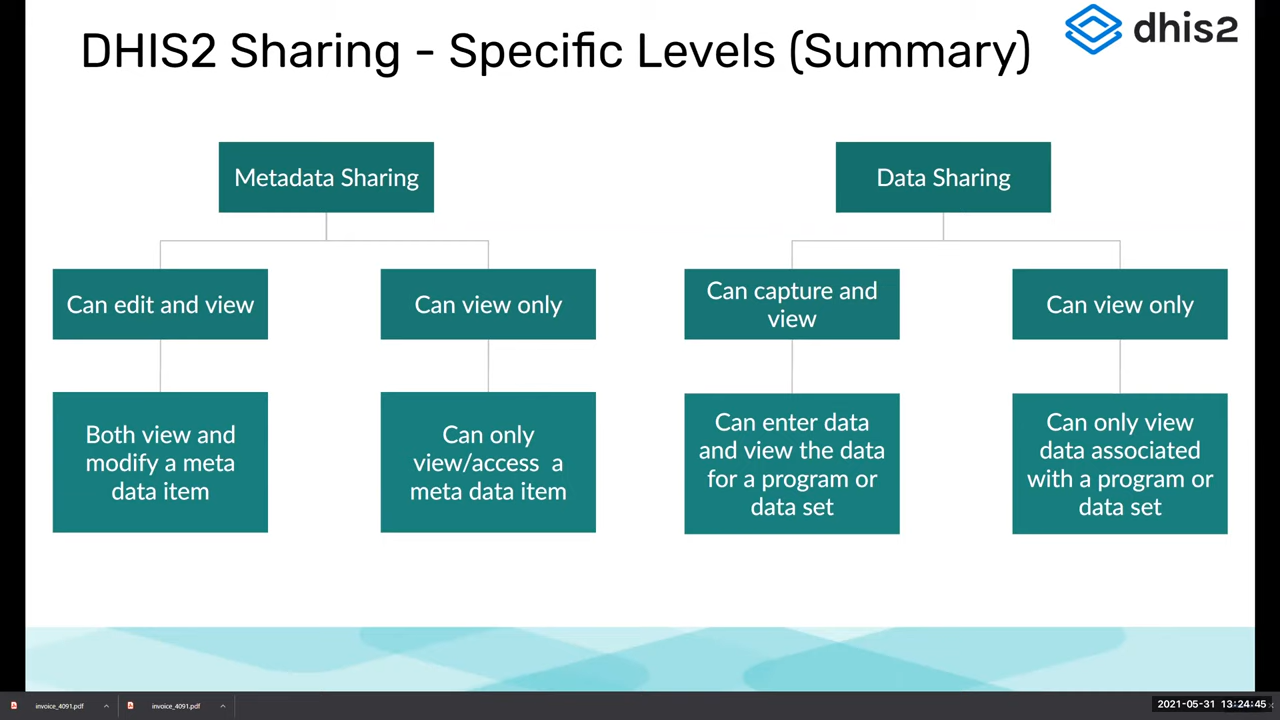 DHIS2 Sharing - Specific Levels (Summary)
dhis2
Metadata Sharing
Data Sharing
Can edit and view
Can view only
Can capture and
view
Can view only
Both view and
modify a meta
data item
Can only
view/access a
meta data item
Can enter data
and view the data
for a program or
data set
Can only view
data associated
with a program or
data set
invoice_4091.pdf
invoice_4091.pdf
2021-05-31 13:24:45